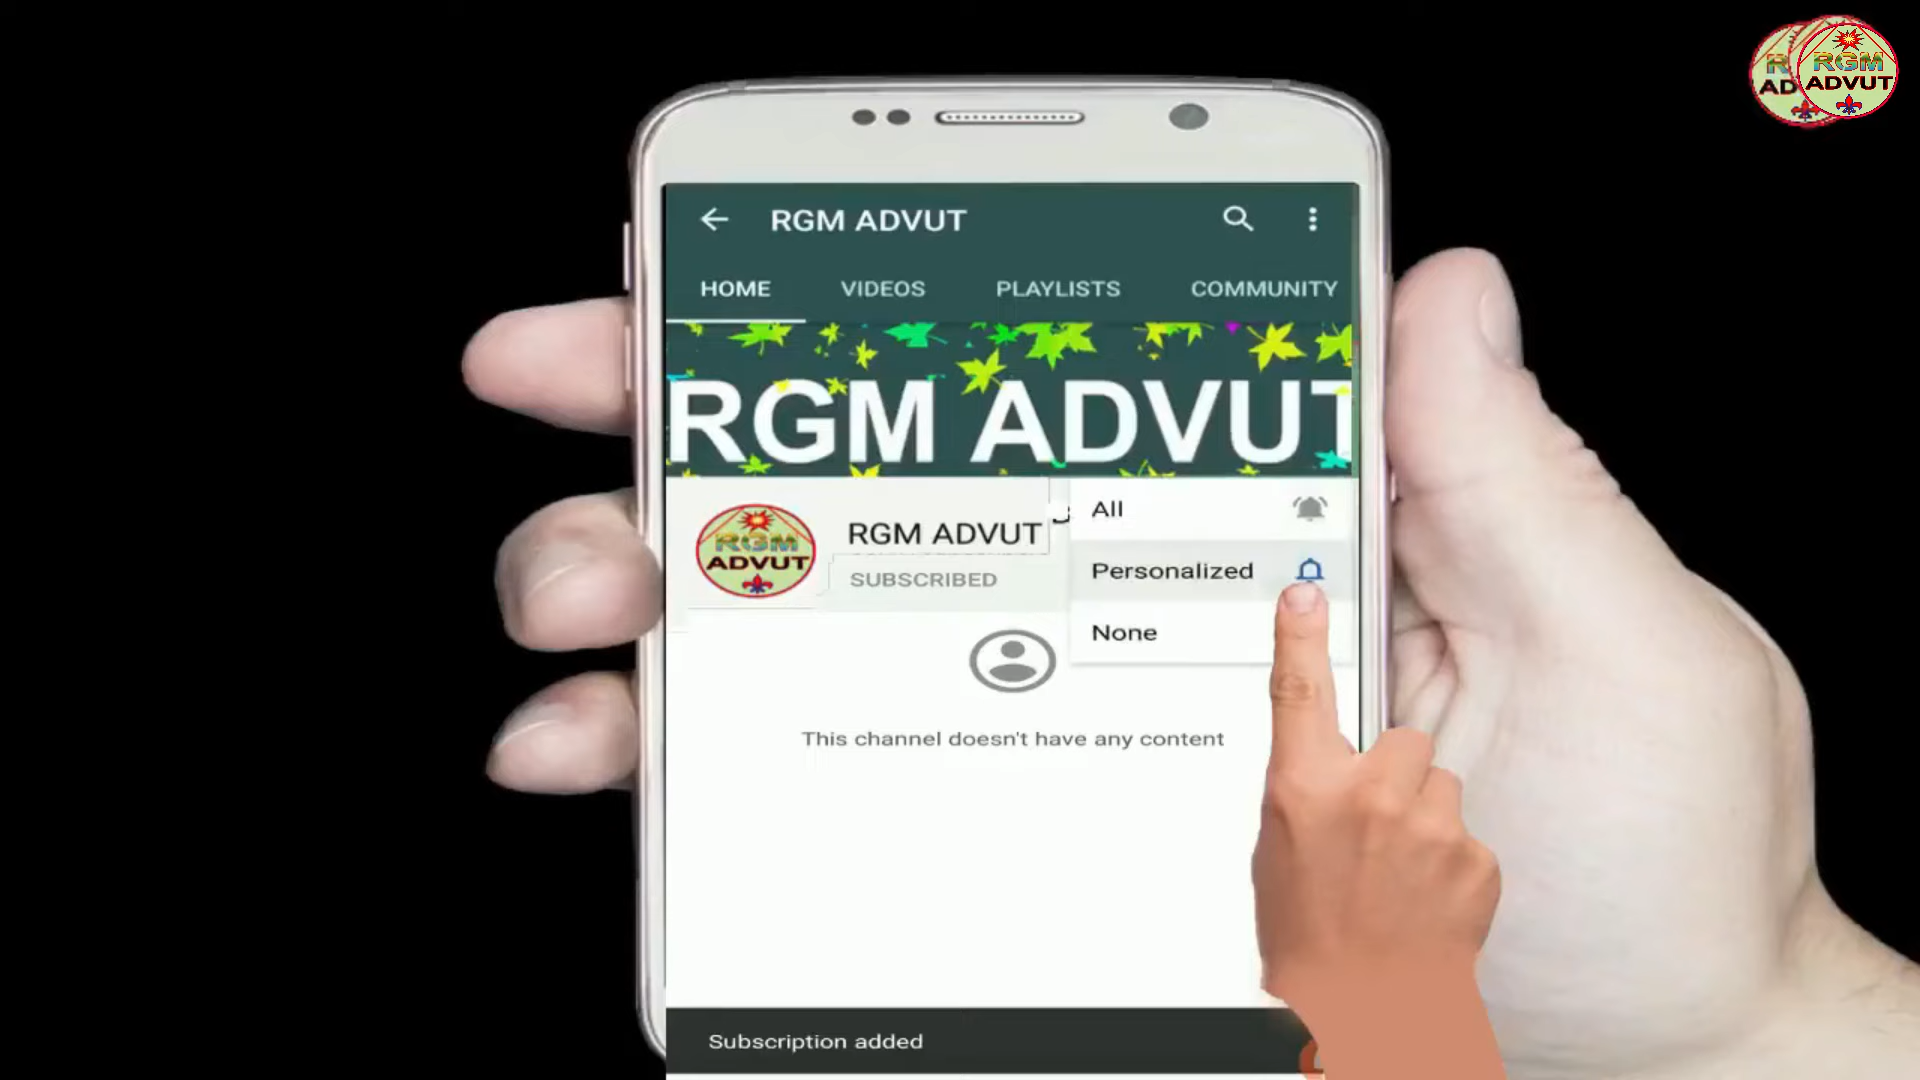 R RGM
AD ADVUT
RGM ADVUT
HOME VIDEOS PLAYLISTS COMMUNITY
RGM ADVUT
All
RGM ADVUT
RGM
ADVUT
Personalized
SUBSCRIBED
None
This channel doesn't have any content
Subscription added